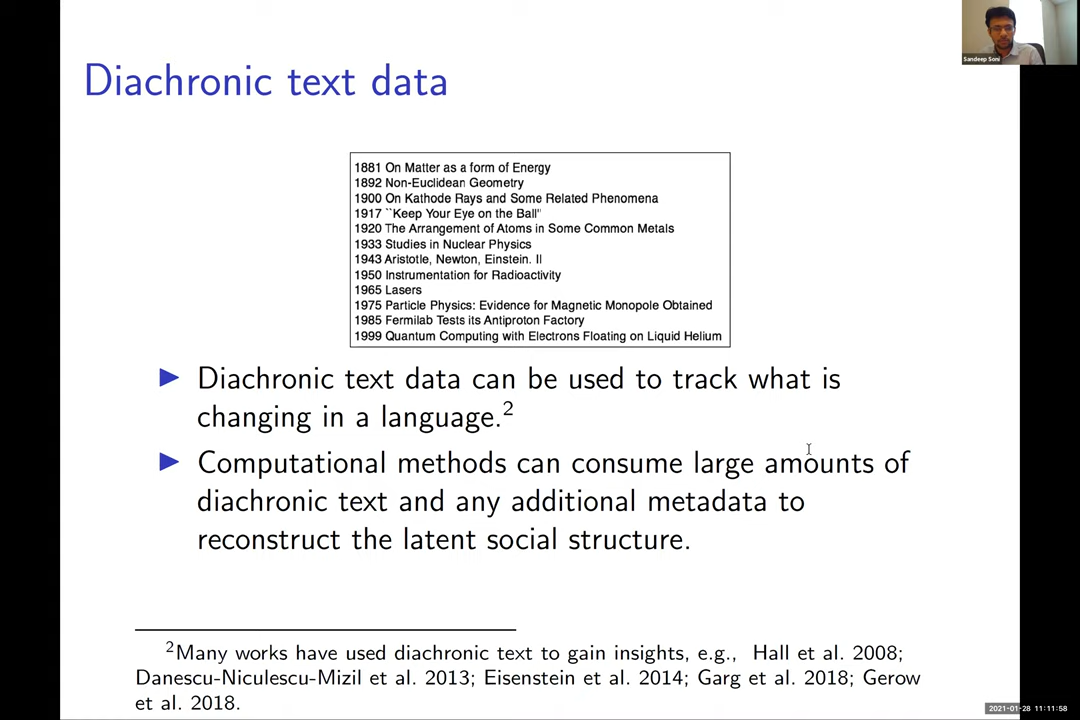 Sandeep Soni
Diachronic text data
1881 On Matter as a form of Energy
1892 Non-Euclidean Geometry
1900 On Kathode Rays and Some Related Phenomena
1917 ``Keep Your Eye on the Ball''
1920 The Arrangement of Atoms in Some Common Metals
1933 Studies in Nuclear Physics
1943 Aristotle, Newton, Einstein. II
1950 Instrumentation for Radioactivity
1965 Lasers
1975 Particle Physics: Evidence for Magnetic Monopole Obtained
1985 Fermilab Tests its Antiproton Factory
1999 Quantum Computing with Electrons Floating on Liquid Helium
Diachronic text data can be used to track what is
changing in a language.2
Computational methods can consume large amounts of
diachronic text and any additional metadata to
reconstruct the latent social structure.
2Many works have used diachronic text to gain insights, e.g., Hall et al. 2008;
Danescu-Niculescu-Mizil et al. 2013; Eisenstein et al. 2014; Garg et al. 2018; Gerow
et al. 2018.
2021-01-28 11:11:58